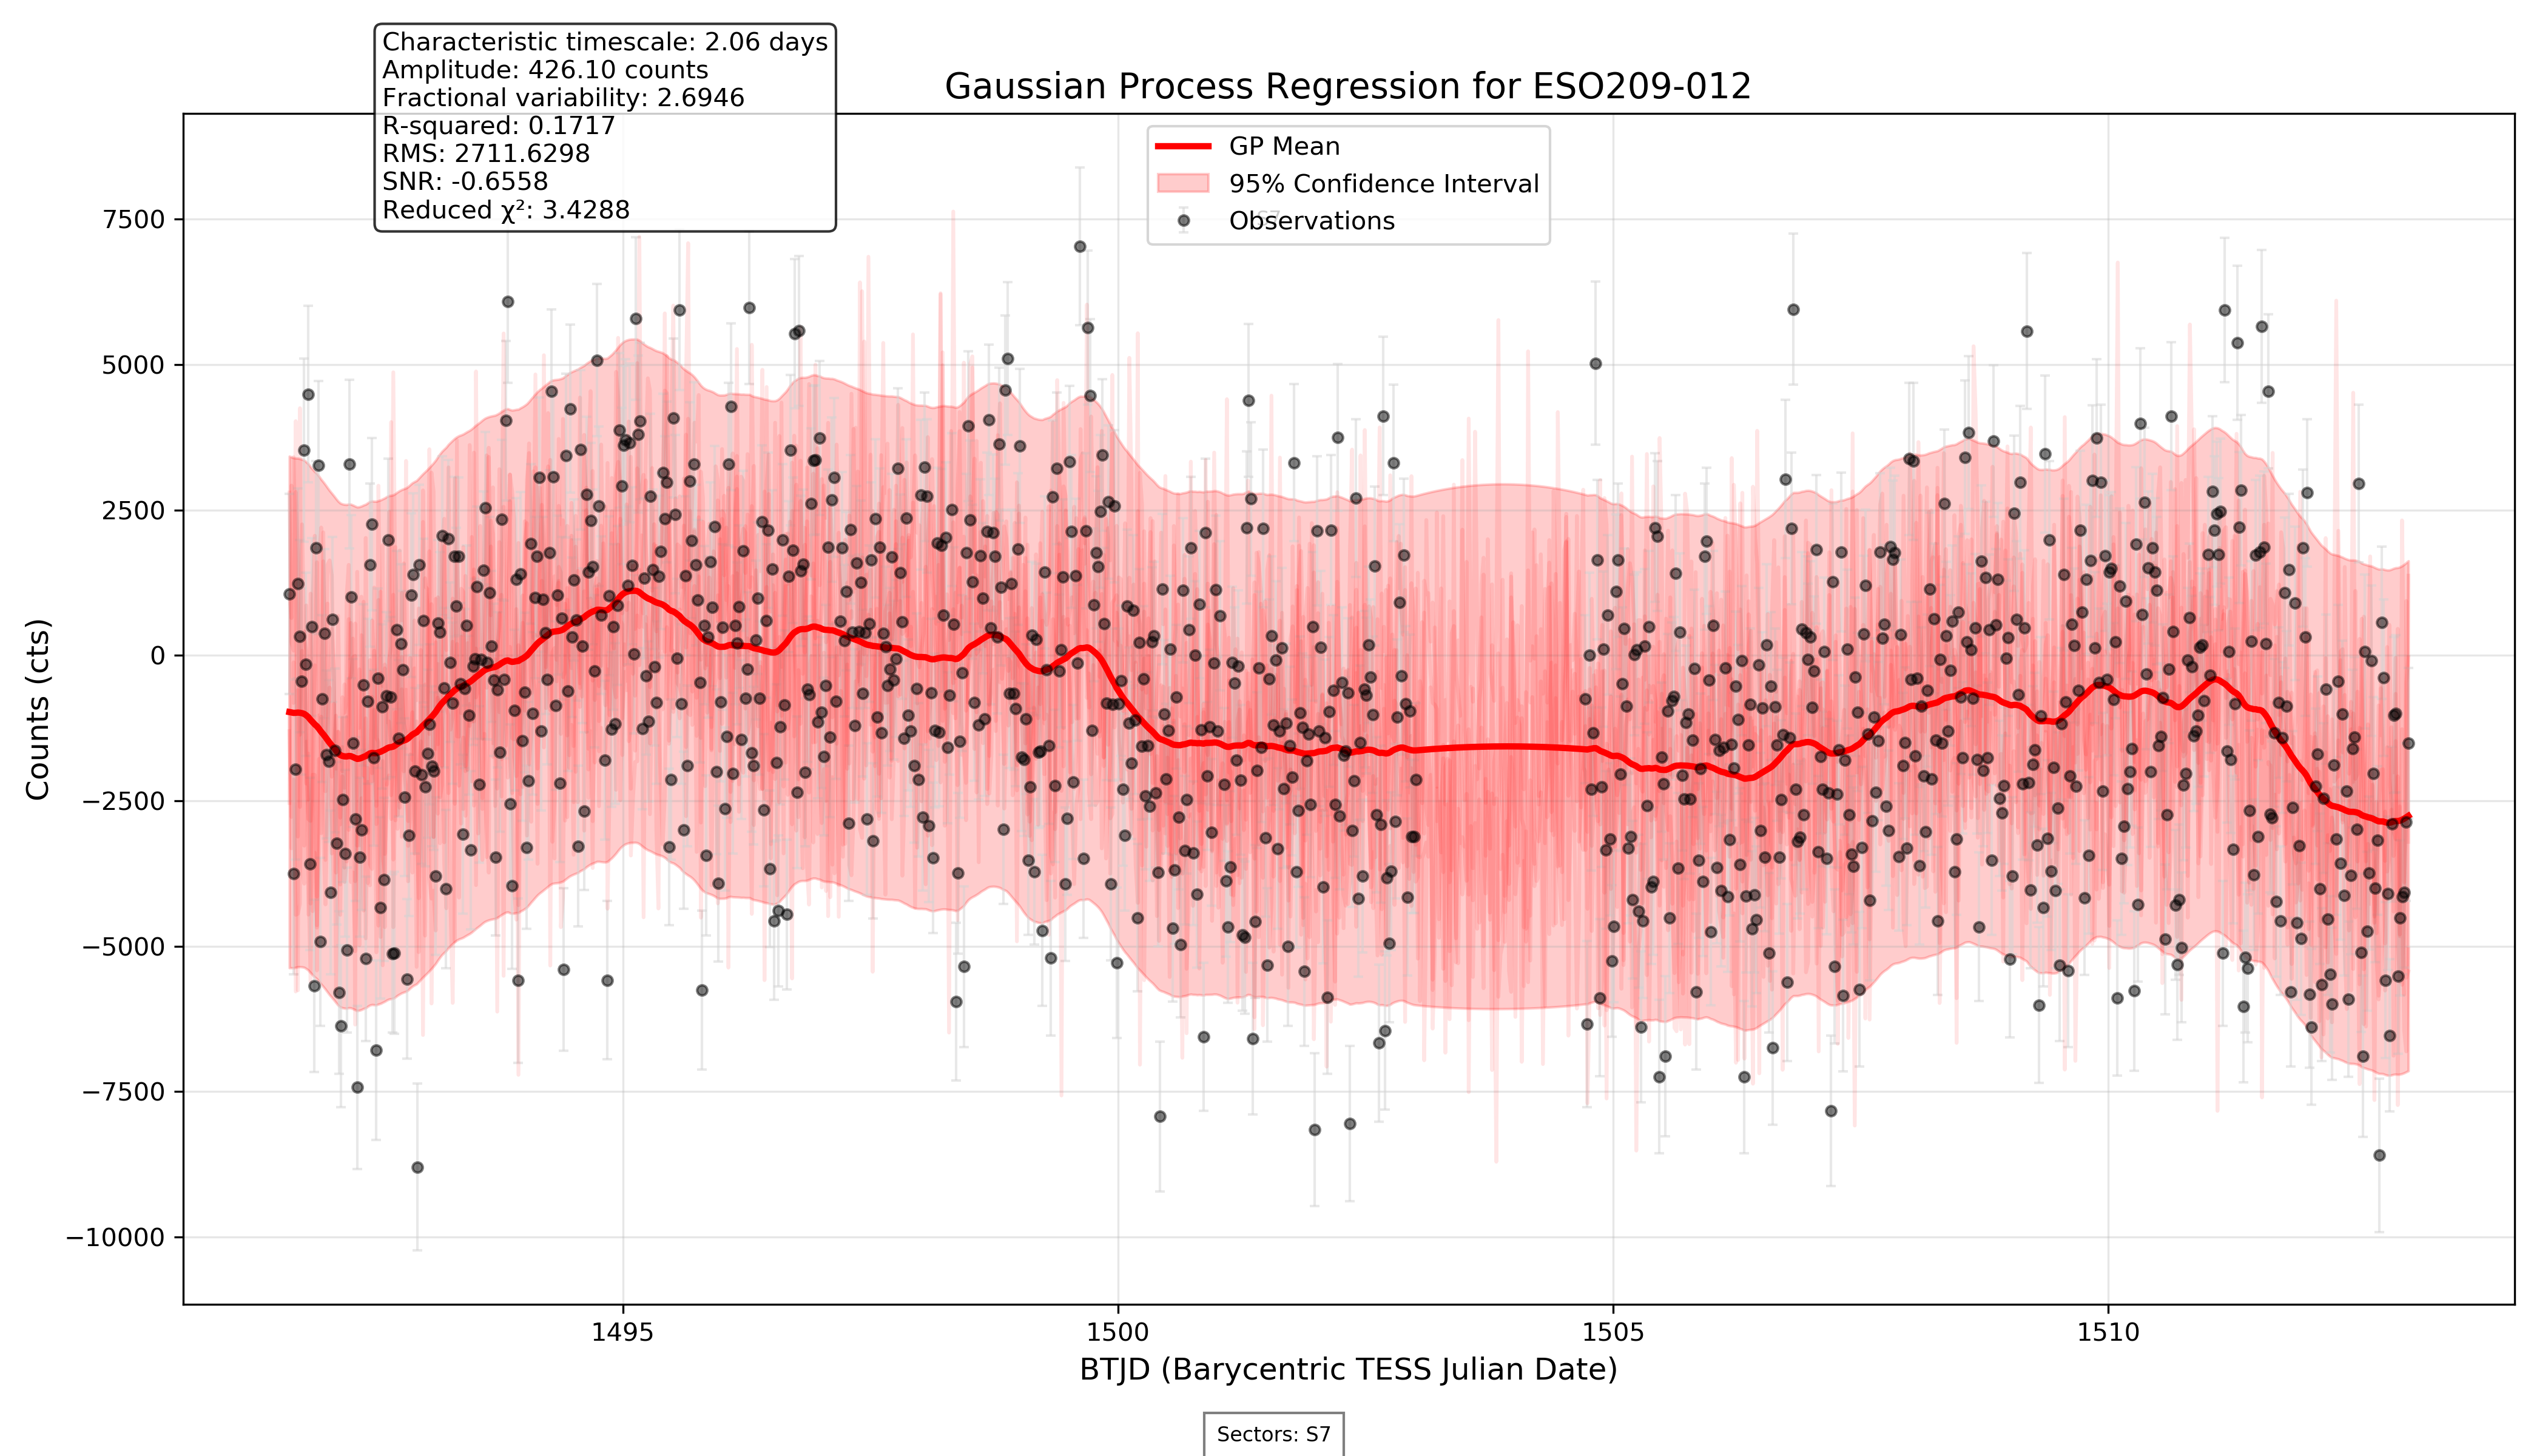 Characteristic timescale: 2.06 days
Amplitude: 426.10 counts
Fractional variability: 2.6946
R-squared: 0.1717
RMS: 2711.6298
SNR: -0.6558
Reduced χ²: 3.4288
Gaussian Process Regression for ESO209-012
GP Mean
95% Confidence Interval
Observations
7500
5000
2500
0
−2500
−5000
−7500
−10000
Counts (cts)
1495
1500
1505
1510
BTJD (Barycentric TESS Julian Date)
Sectors: S7